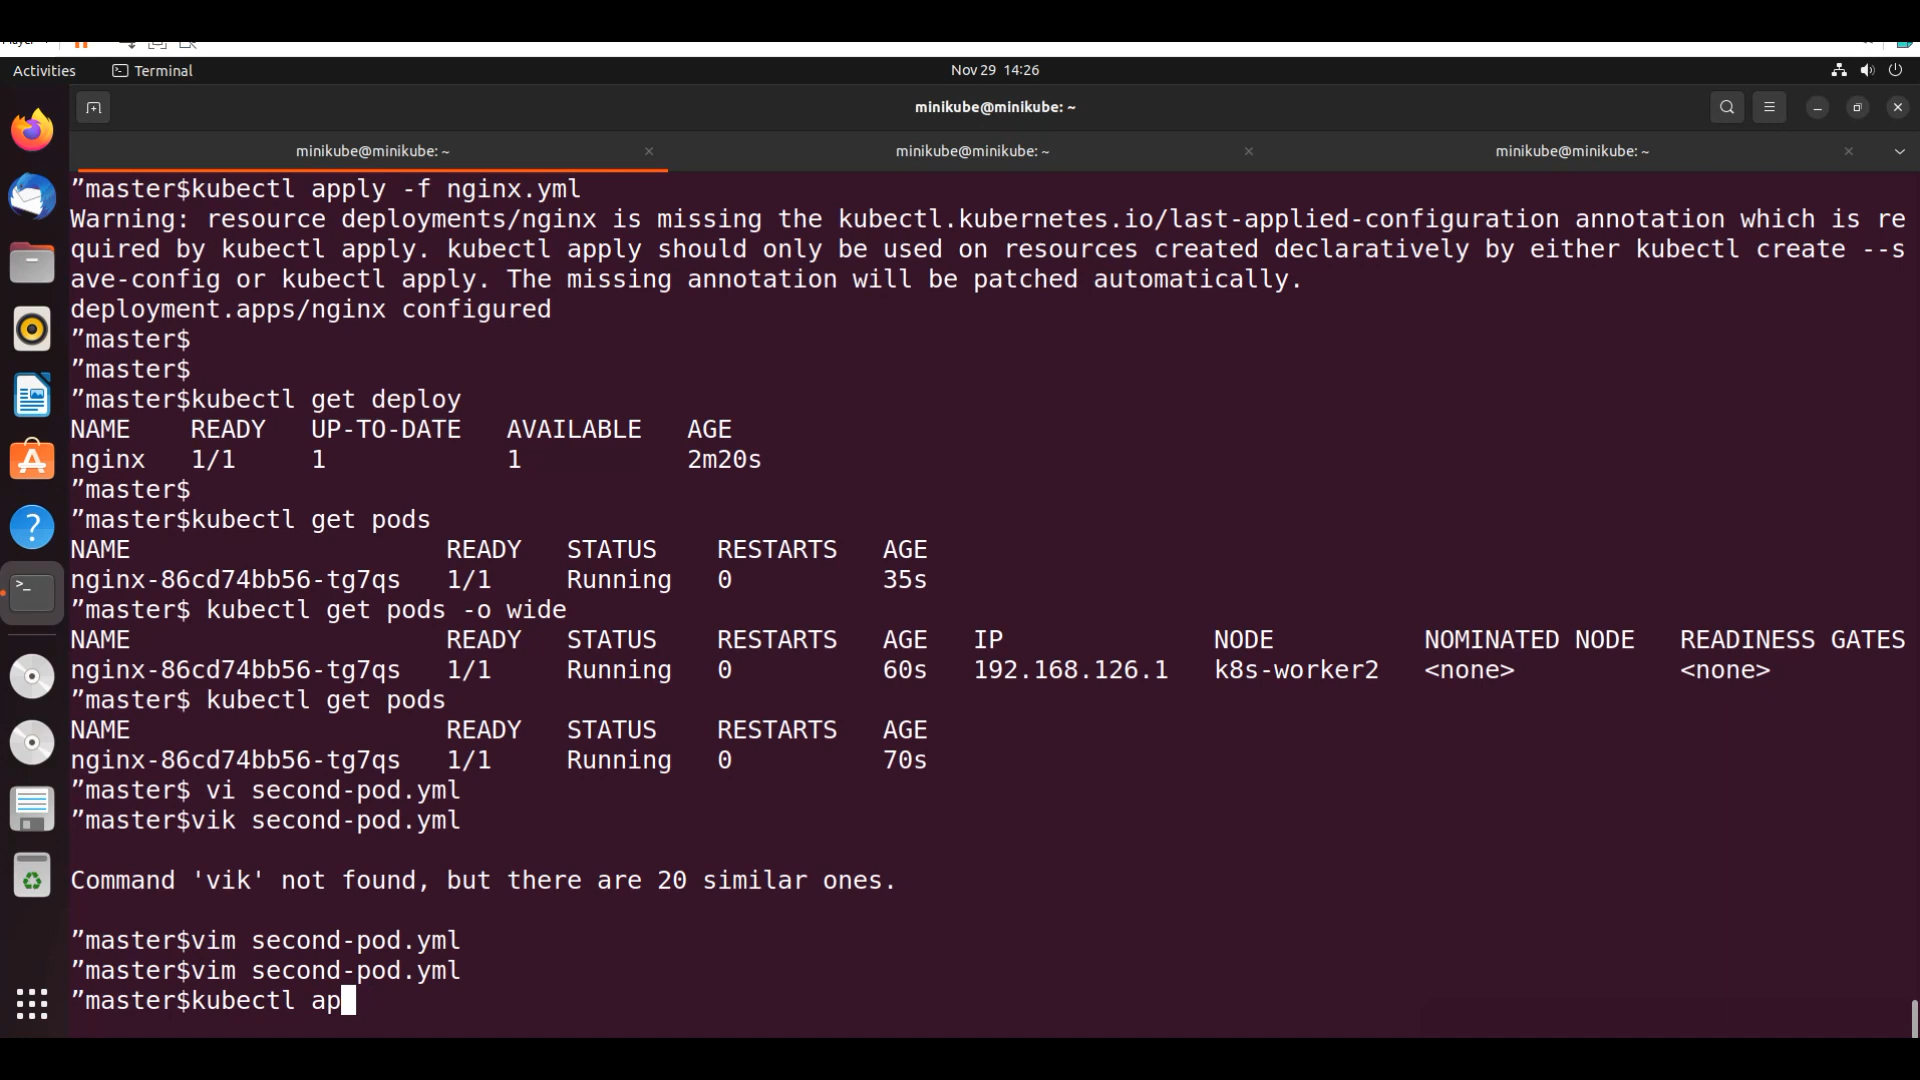 Activities
Terminal
Nov 29 14:26
minikube@minikube: ~
minikube@minikube: ~
minikube@minikube: ~
minikube@minikube: ~
”master$kubectl apply -f nginx.yml
Warning: resource deployments/nginx is missing the kubectl.kubernetes.io/last-applied-configuration annotation which is re
quired by kubectl apply. kubectl apply should only be used on resources created declaratively by either kubectl create --s
ave-config or kubectl apply. The missing annotation will be patched automatically.
deployment.apps/nginx configured
”master$
”master$
”master$kubectl get deploy
NAME    READY   UP-TO-DATE   AVAILABLE   AGE
nginx   1/1     1            1           2m20s
”master$
”master$kubectl get pods
NAME                     READY   STATUS    RESTARTS   AGE
nginx-86cd74bb56-tg7qs   1/1     Running   0          35s
”master$ kubectl get pods -o wide
NAME                     READY   STATUS    RESTARTS   AGE   IP              NODE          NOMINATED NODE   READINESS GATES
nginx-86cd74bb56-tg7qs   1/1     Running   0          60s   192.168.126.1   k8s-worker2   <none>           <none>
”master$ kubectl get pods
NAME                     READY   STATUS    RESTARTS   AGE
nginx-86cd74bb56-tg7qs   1/1     Running   0          70s
”master$ vi second-pod.yml
”master$vik second-pod.yml
Command 'vik' not found, but there are 20 similar ones.
”master$vim second-pod.yml
”master$vim second-pod.yml
”master$kubectl ap